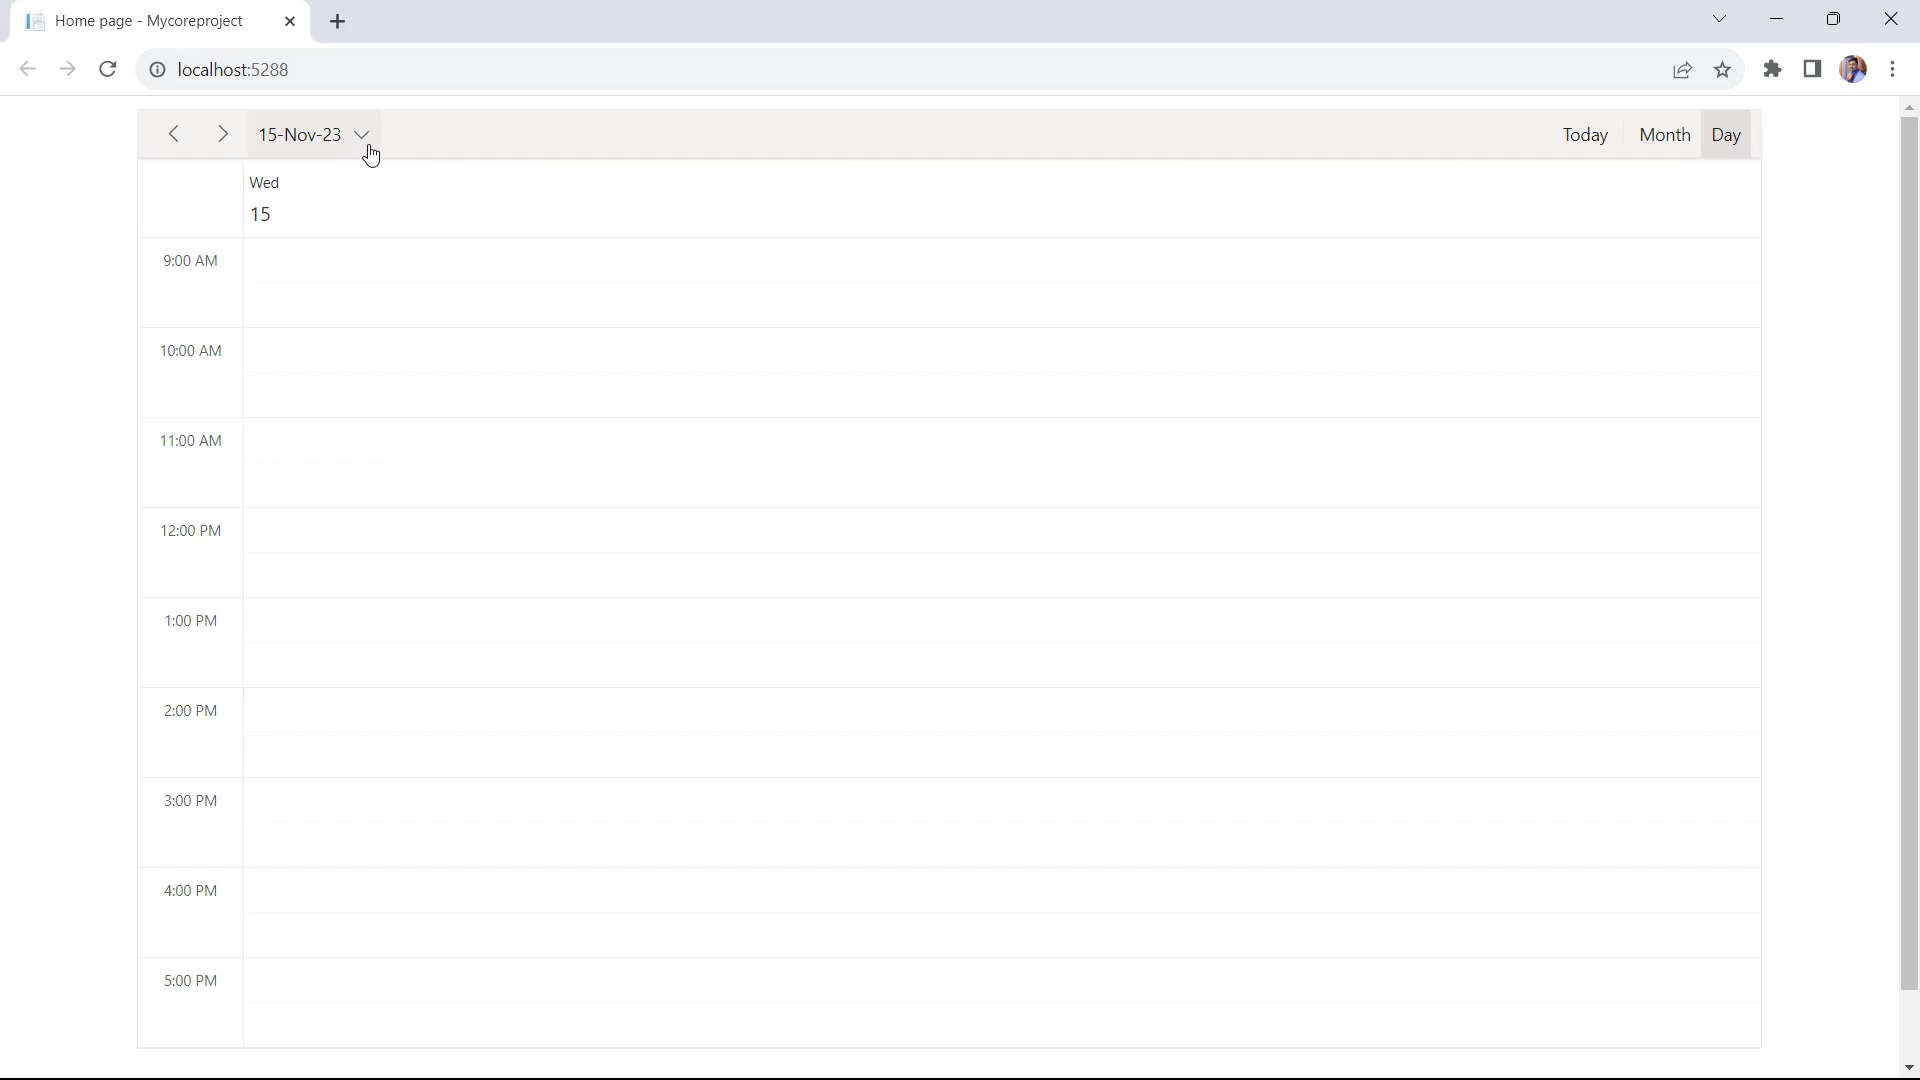 Home page - Mycoreproject
localhost:5288
15-Nov-23
Today
Month
Day
Wed
15
9:00 AM
10:00 AM
11:00 AM
12:00 PM
1:00 PM
2:00 PM
3:00 PM
4:00 PM
5:00 PM